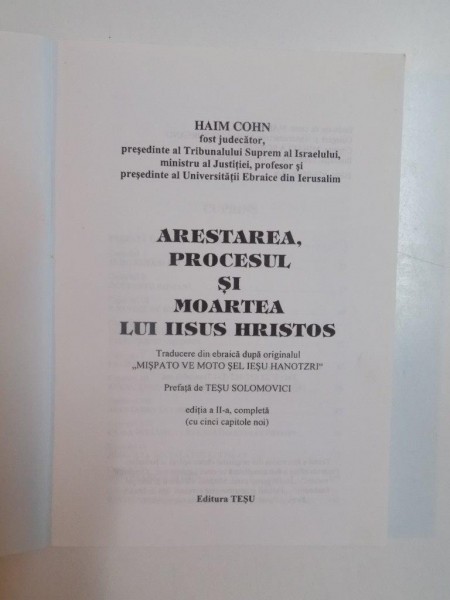 HAIM COHN
fost judecător,
președinte al Tribunalului Suprem al Israelului,
ministru al Justiției, profesor și
președinte al Universității Ebraice din Ierusalim
ARESTAREA,
PROCESUL
ȘI
MOARTEA
LUI IISUS HRISTOS
Traducere din ebraică după originalul
„MIȘPATO VE MOTO ȘEL IEȘU HANOTZRI“
Prefață de TEȘU SOLOMOVICI
ediția a II-a, completă
(cu cinci capitole noi)
Editura TEȘU